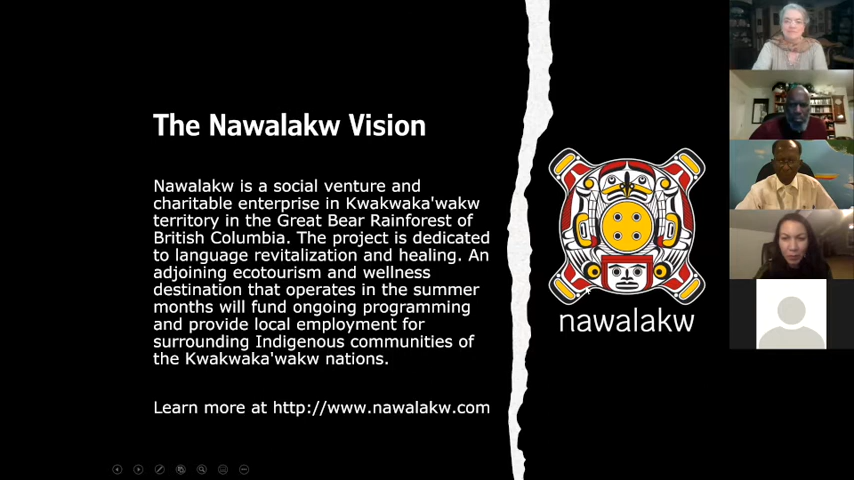 The Nawalakw Vision
Nawalakw is a social venture and
charitable enterprise in Kwakwaka'wakw
territory in the Great Bear Rainforest of
British Columbia. The project is dedicated
to language revitalization and healing. An
adjoining ecotourism and wellness
destination that operates in the summer
months will fund ongoing programming
and provide local employment for
surrounding Indigenous communities of
the Kwakwaka'wakw nations.
Learn more at http://www.nawalakw.com
nawalakw